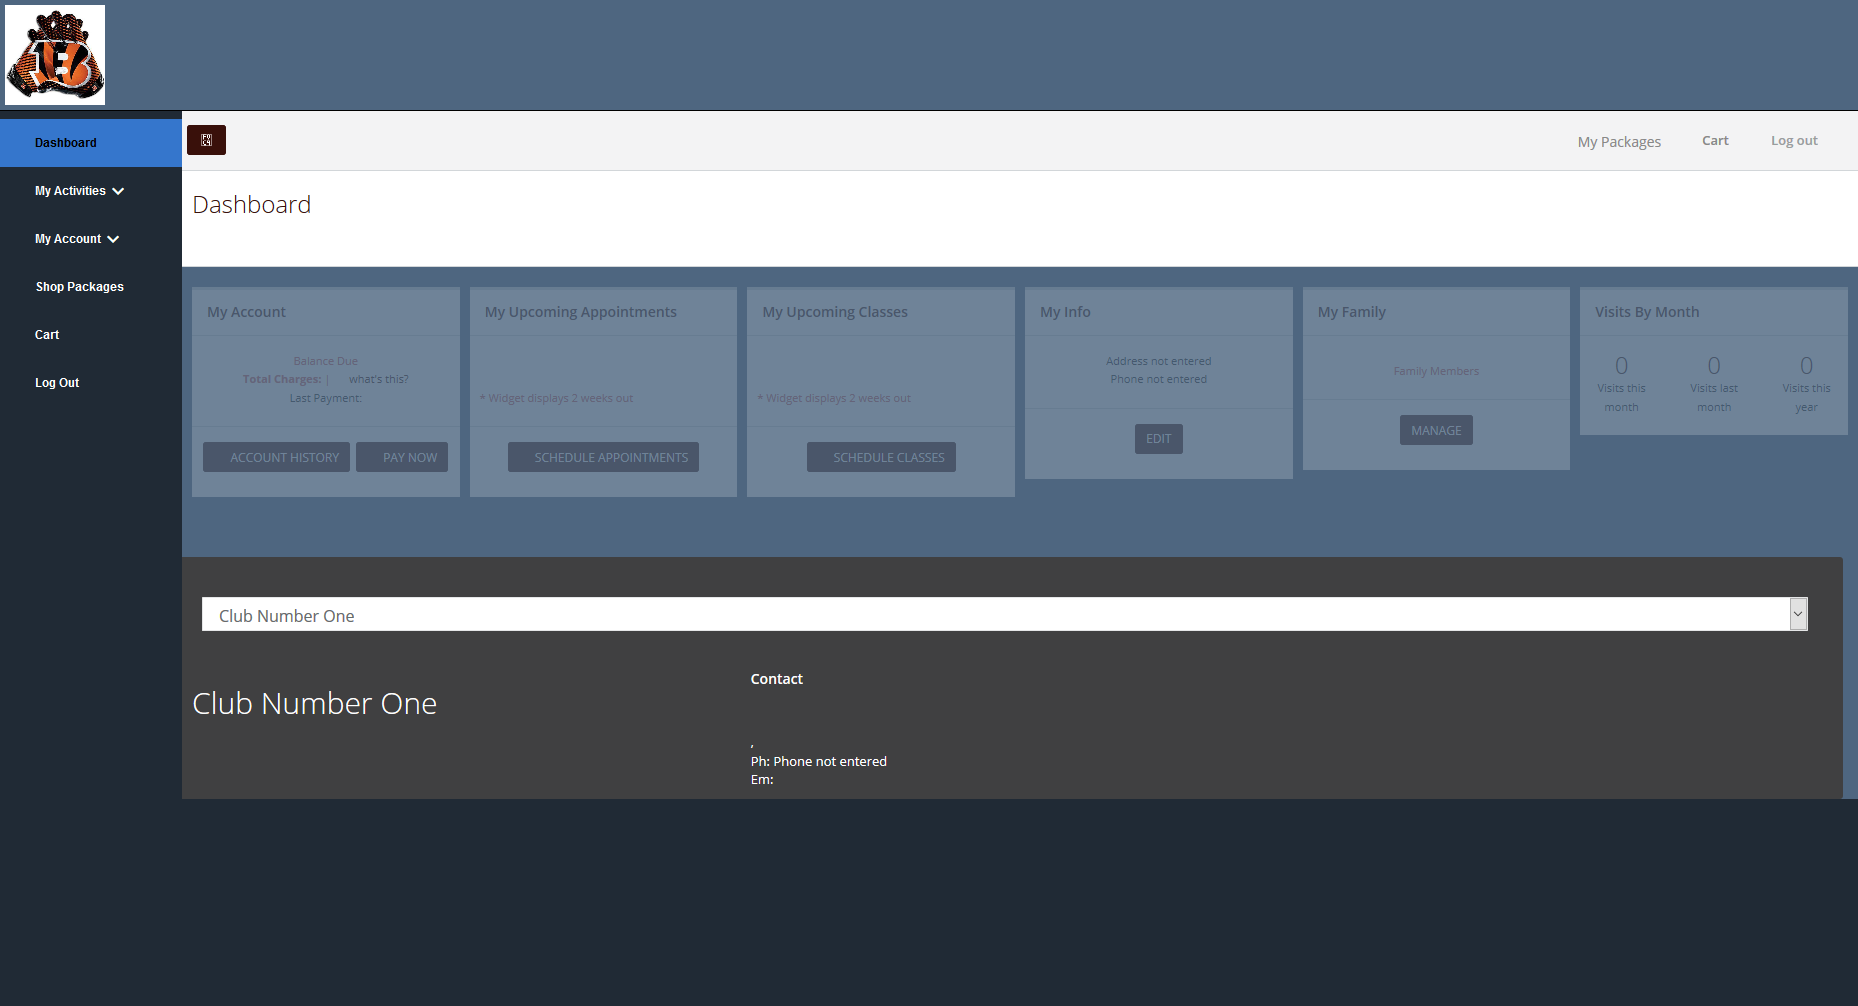 Dashboard
My Activities
My Account
Shop Packages
Cart
Log Out
My Packages
Cart
Log out
Dashboard
My Account
Balance Due
Total Charges: | what's this?
Last Payment:
ACCOUNT HISTORY
PAY NOW
My Upcoming Appointments
* Widget displays 2 weeks out
SCHEDULE APPOINTMENTS
My Upcoming Classes
* Widget displays 2 weeks out
SCHEDULE CLASSES
My Info
Address not entered
Phone not entered
EDIT
My Family
Family Members
MANAGE
Visits By Month
0
Visits this
month
0
Visits last
month
0
Visits this
year
Club Number One
Club Number One
Contact
,
Ph: Phone not entered
Em: